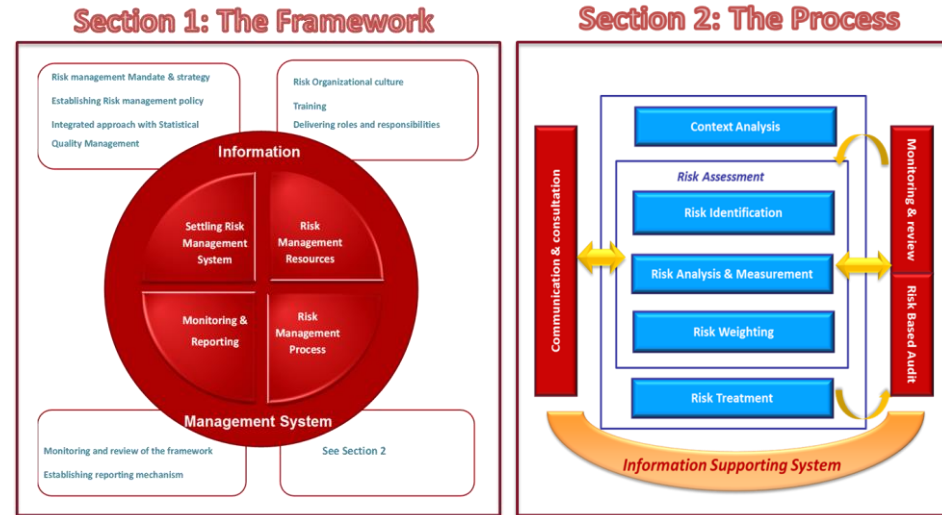 Section 1: The Framework
Risk management Mandate & strategy
Establishing Risk management policy
Integrated approach with Statistical
Quality Management
Risk Organizational culture
Training
Delivering roles and responsibilities
Information
Settling Risk
Management
System
Risk
Management
Resources
Monitoring &
Reporting
Risk
Management
Process
Management System
Monitoring and review of the framework
Establishing reporting mechanism
See Section 2
Section 2: The Process
Communication & consultation
Context Analysis
Risk Assessment
Risk Identification
Risk Analysis & Measurement
Risk Weighting
Risk Treatment
Monitoring & review
Risk Based Audit
Information Supporting System